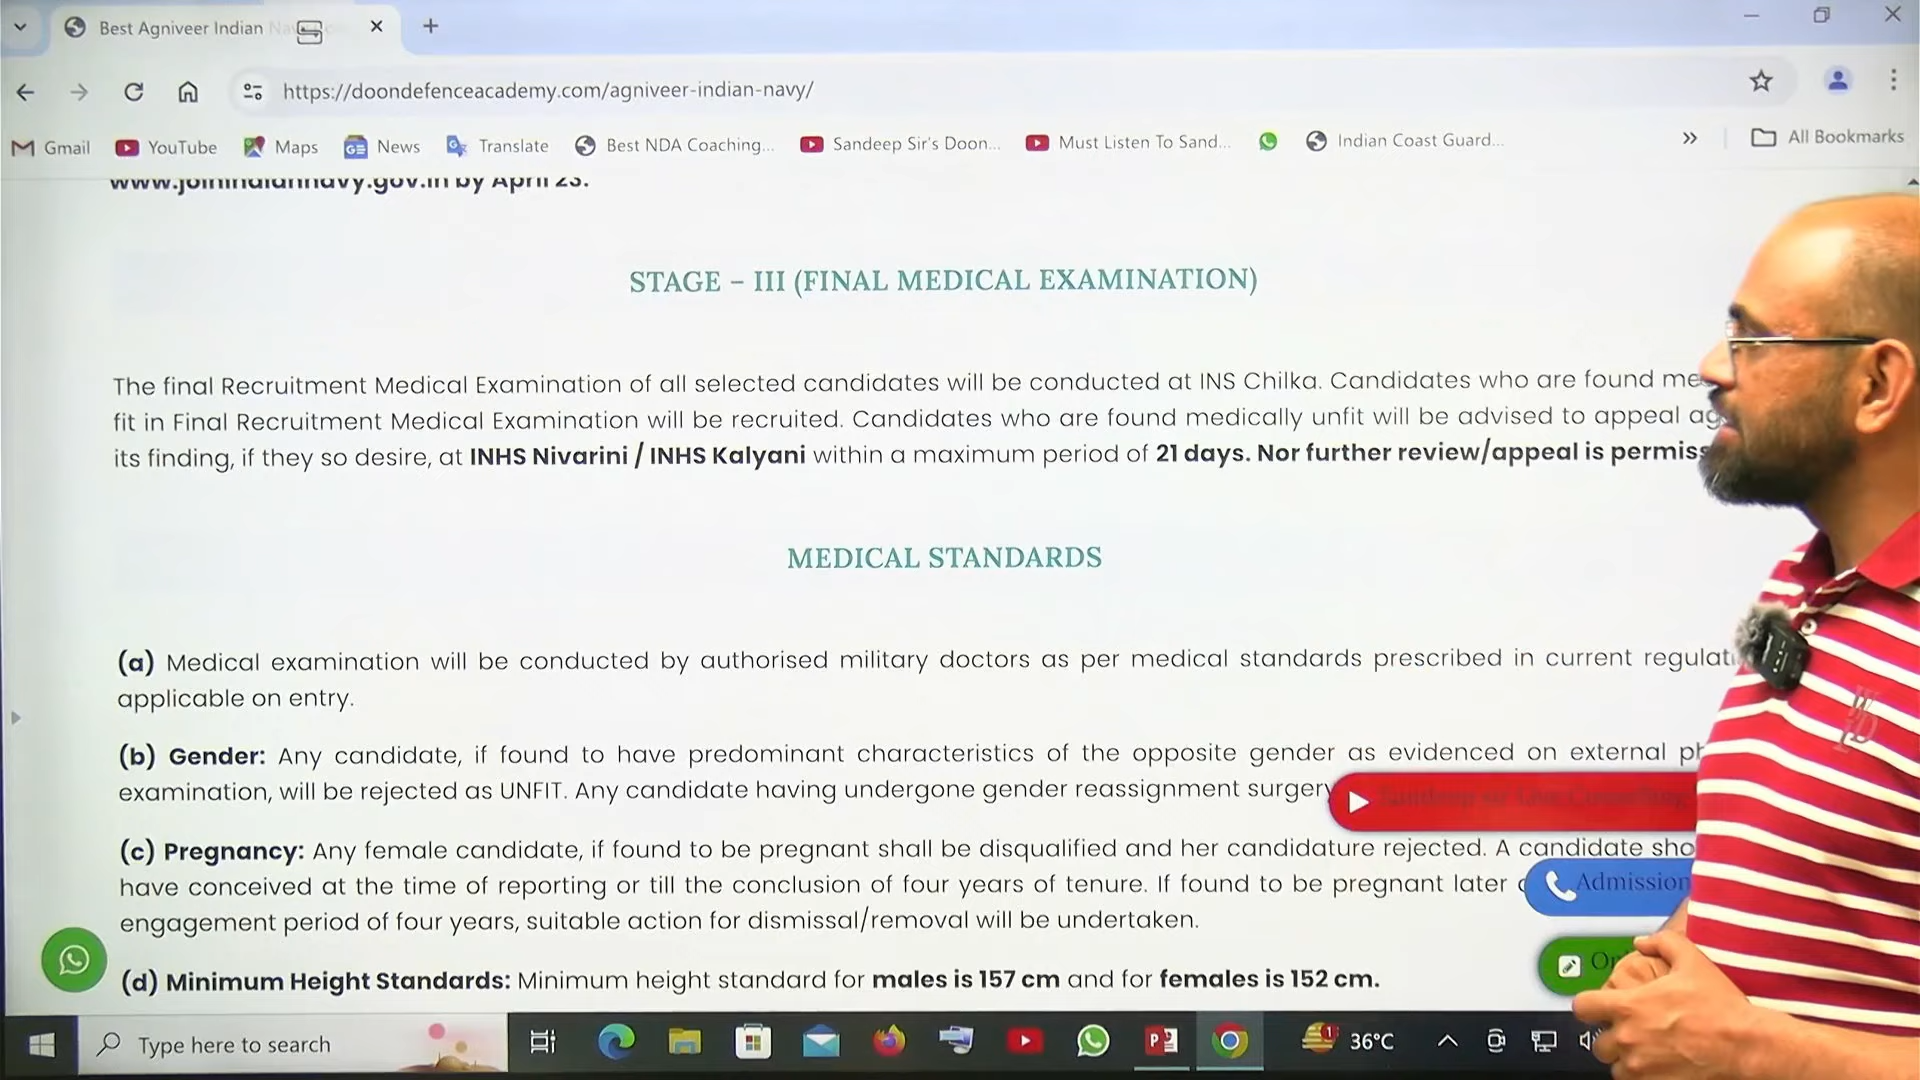 Best Agniveer Indian
https://doondefenceacademy.com/agniveer-indian-navy/
Gmail YouTube Maps News Translate Best NDA Coaching... Sandeep Sir's Doon... Must Listen To Sand... Indian Coast Guard... All Bookmarks
www.joinindiannavy.gov.in by April 23.
STAGE – III (FINAL MEDICAL EXAMINATION)
The final Recruitment Medical Examination of all selected candidates will be conducted at INS Chilka. Candidates who are found
fit in Final Recruitment Medical Examination will be recruited. Candidates who are found medically unfit will be advised to appeal
its finding, if they so desire, at INHS Nivarini / INHS Kalyani within a maximum period of 21 days. Nor further review/appeal is
MEDICAL STANDARDS
(a) Medical examination will be conducted by authorised military doctors as per medical standards prescribed in current
applicable on entry.
(b) Gender: Any candidate, if found to have predominant characteristics of the opposite gender as evidenced on external
examination, will be rejected as UNFIT. Any candidate having undergone gender reassignment surgery
(c) Pregnancy: Any female candidate, if found to be pregnant shall be disqualified and her candidature rejected. A candidate
have conceived at the time of reporting or till the conclusion of four years of tenure. If found to be pregnant later
Admission
engagement period of four years, suitable action for dismissal/removal will be undertaken.
(d) Minimum Height Standards: Minimum height standard for males is 157 cm and for females is 152 cm.
Type here to search
1 36°C